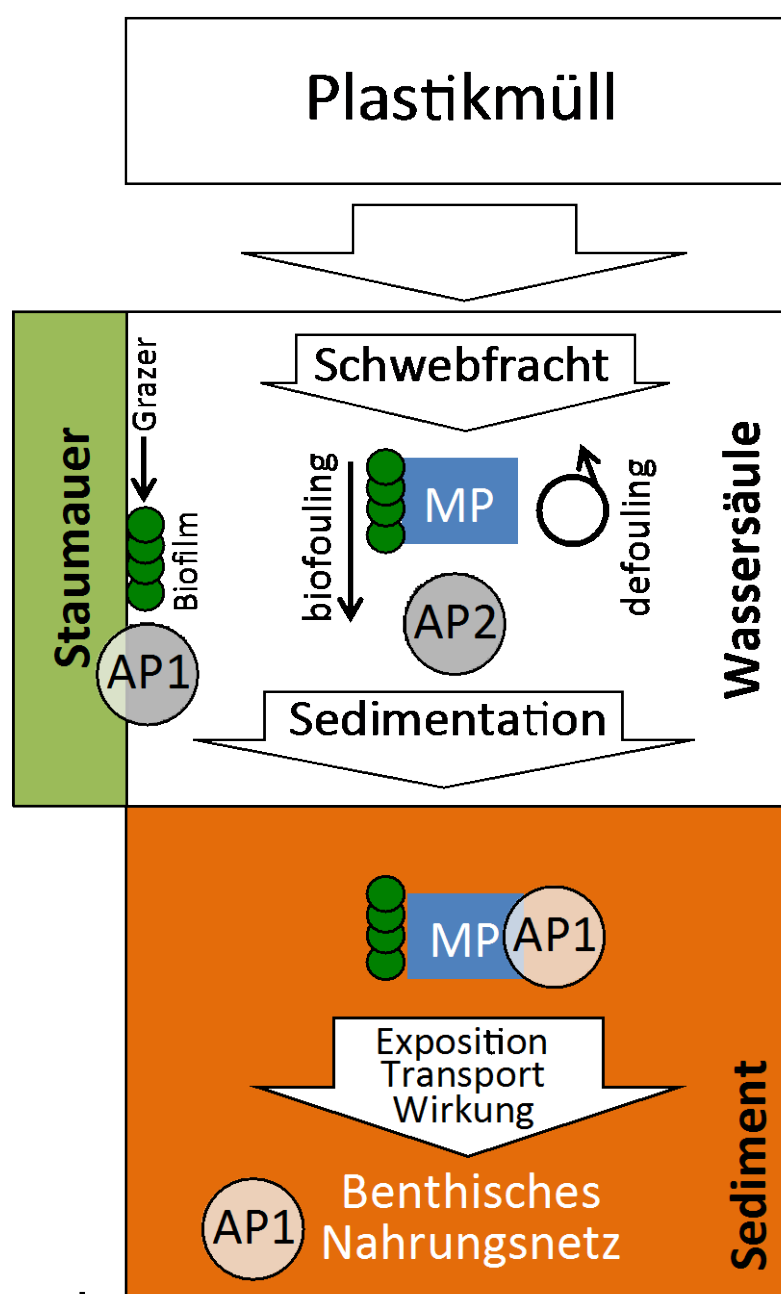 Plastikmüll
Schwebfracht
Staumauer
Grazer
Biofilm
AP1
biofouling
MP
defouling
AP2
Wassersäule
Sedimentation
MP
AP1
Exposition
Transport
Wirkung
AP1
Benthisches
Nahrungsnetz
Sediment